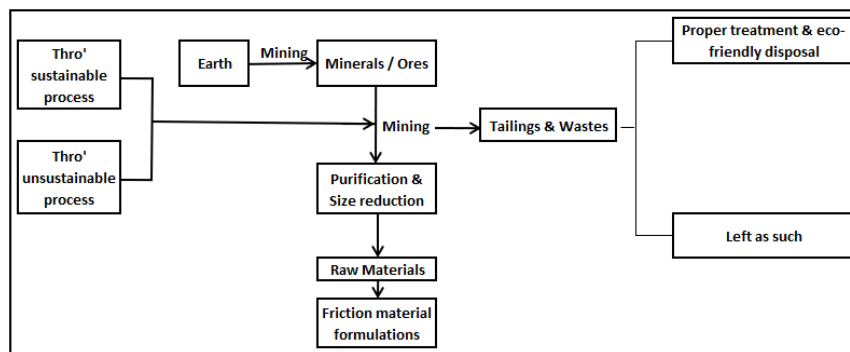 Thro'
sustainable
process
Earth
Mining
Minerals / Ores
Proper treatment & eco-
friendly disposal
Mining
Tailings & Wastes
Thro'
unsustainable
process
Purification &
Size reduction
Left as such
Raw Materials
Friction material
formulations